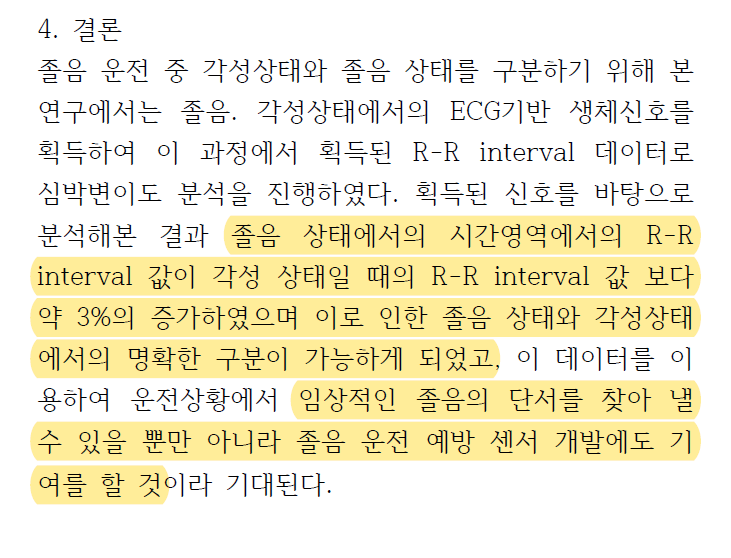 4. 결론
졸음 운전 중 각성상태와 졸음 상태를 구분하기 위해 본
연구에서는 졸음. 각성상태에서의 ECG기반 생체신호를
획득하여 이 과정에서 획득된 R-R interval 데이터로
심박변이도 분석을 진행하였다. 획득된 신호를 바탕으로
분석해본 결과 졸음 상태에서의 시간영역에서의 R-R
interval 값이 각성 상태일 때의 R-R interval 값 보다
약 3%의 증가하였으며 이로 인한 졸음 상태와 각성상태
에서의 명확한 구분이 가능하게 되었고, 이 데이터를 이
용하여 운전상황에서 임상적인 졸음의 단서를 찾아 낼
수 있을 뿐만 아니라 졸음 운전 예방 센서 개발에도 기
여를 할 것이라 기대된다.